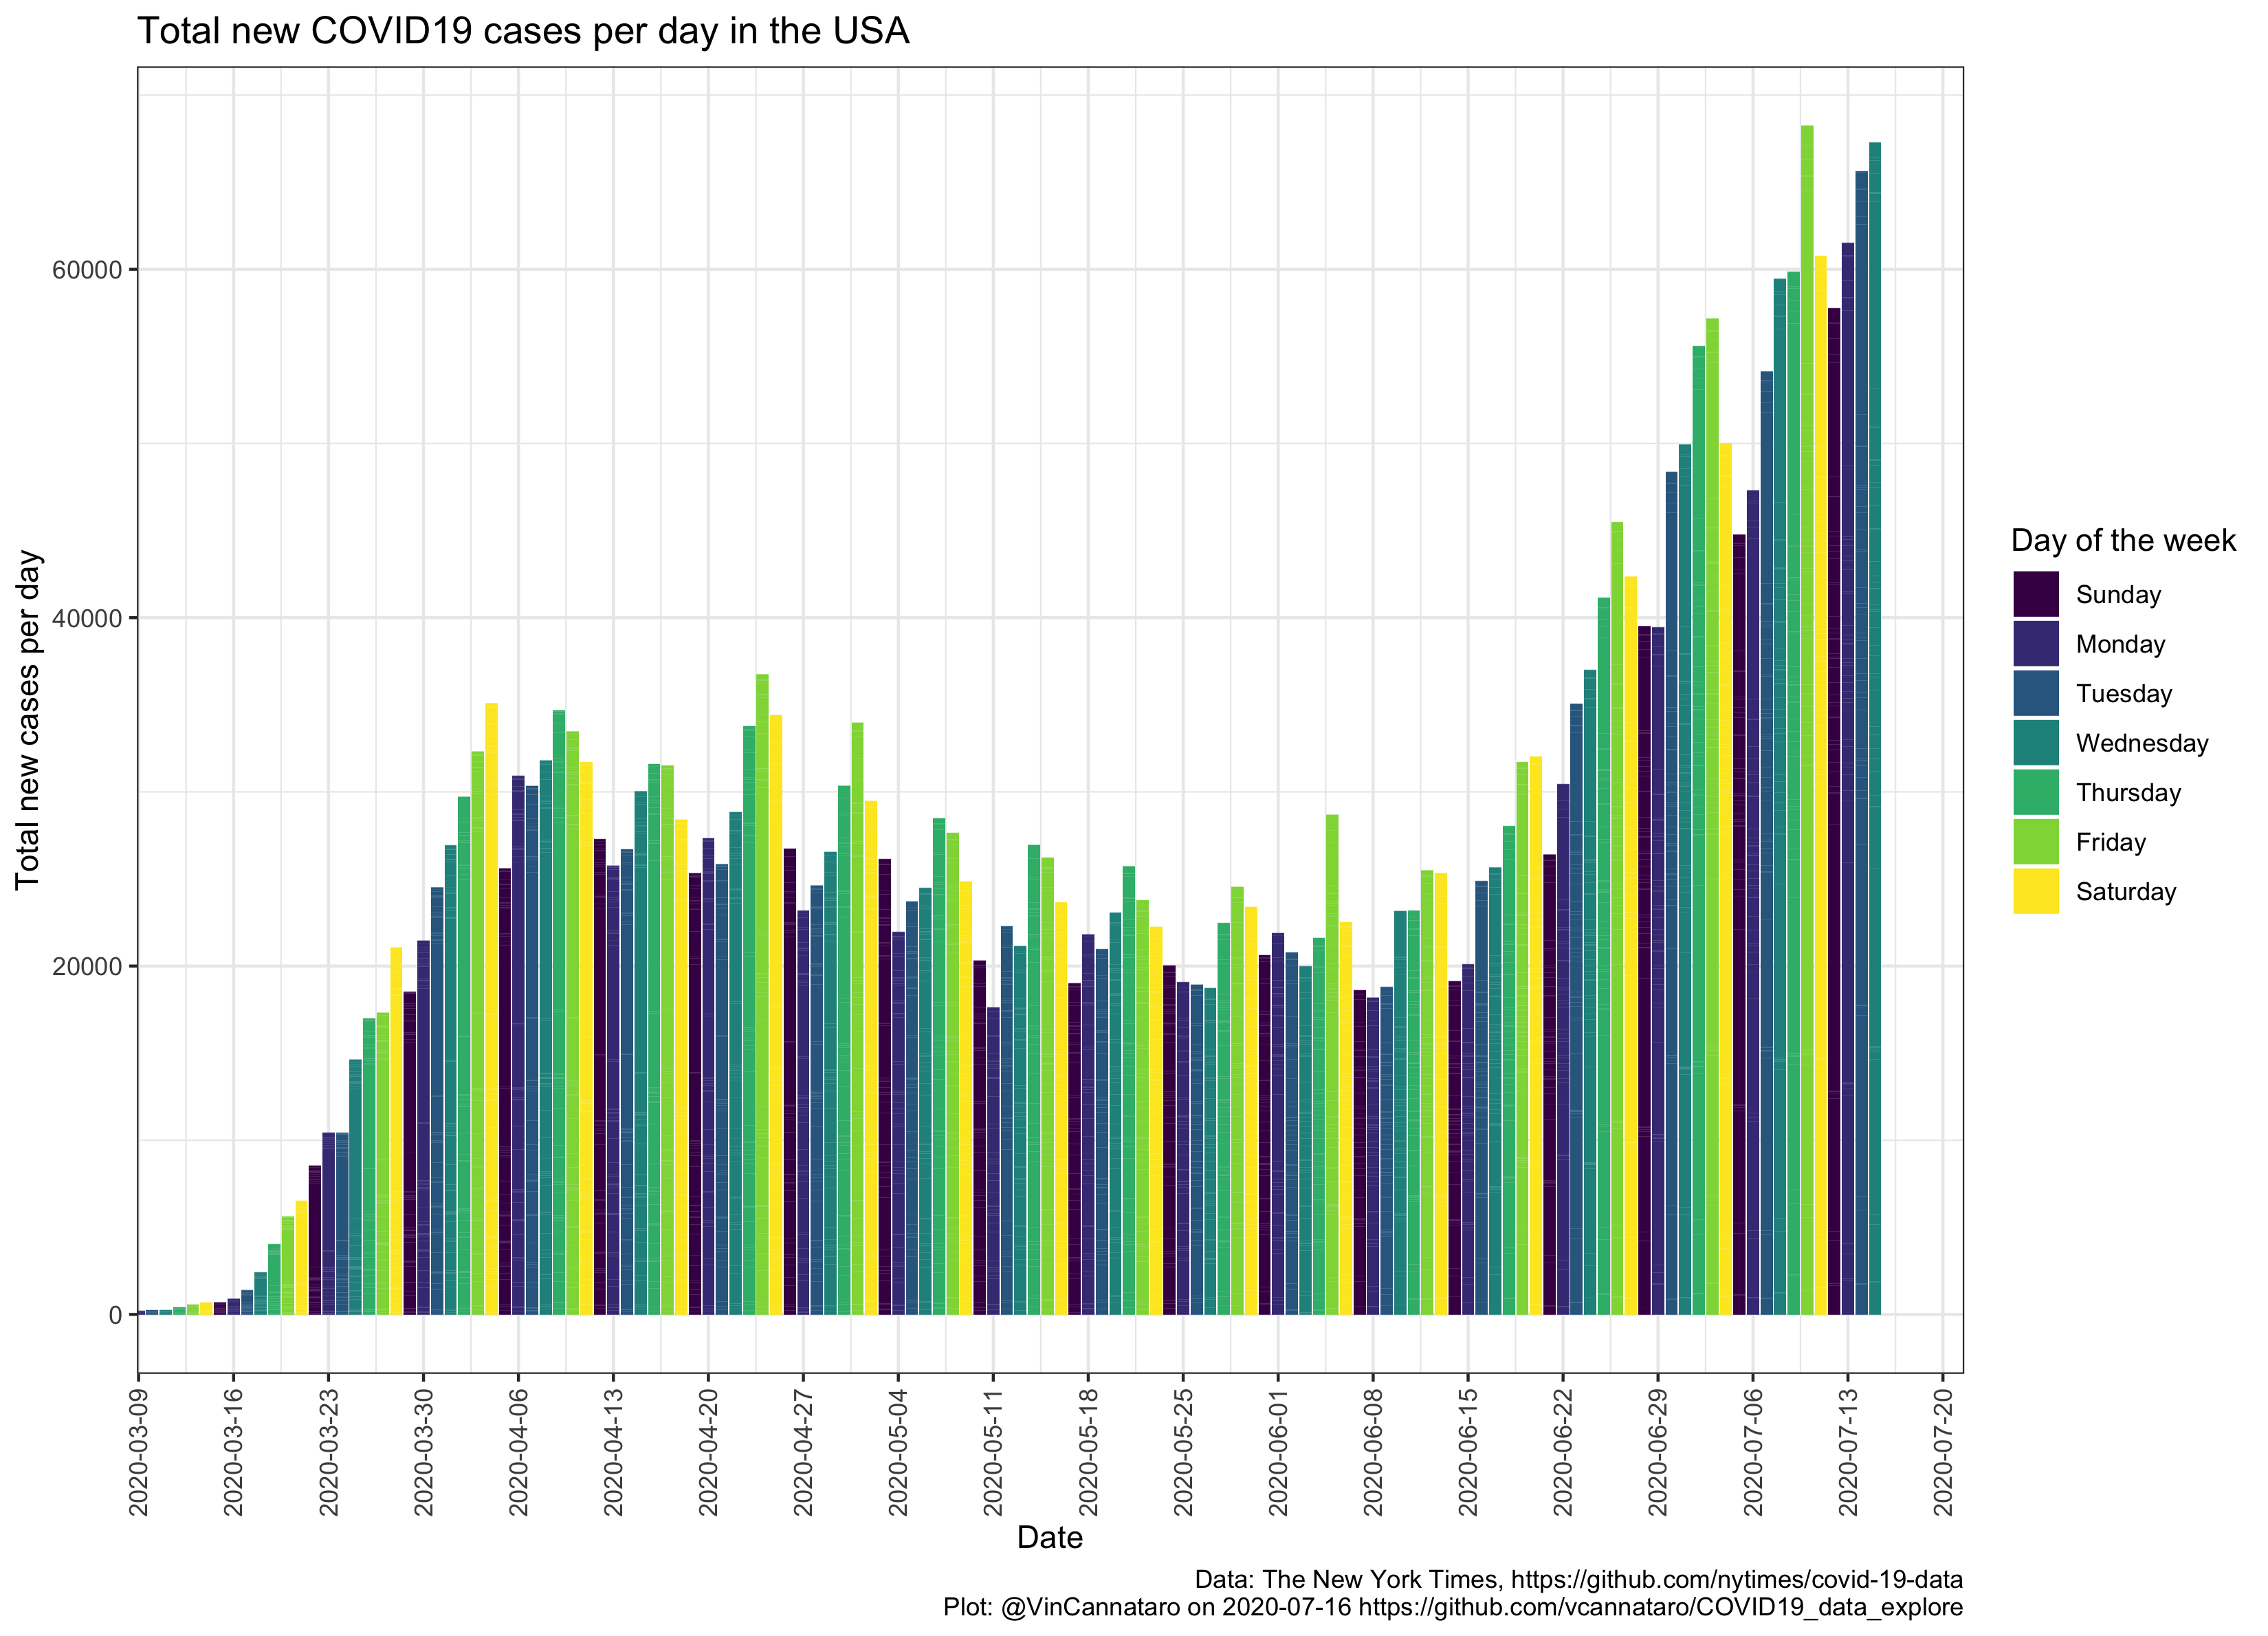 Total new COVID19 cases per day in the USA
Total new cases per day
60000
40000
20000
0
2020-03-09
2020-03-16
2020-03-23
2020-03-30
2020-04-06
2020-04-13
2020-04-20
2020-04-27
2020-05-04
2020-05-11
2020-05-18
2020-05-25
2020-06-01
2020-06-08
2020-06-15
2020-06-22
2020-06-29
2020-07-06
2020-07-13
2020-07-20
Date
Day of the week
Sunday
Monday
Tuesday
Wednesday
Thursday
Friday
Saturday
Data: The New York Times, https://github.com/nytimes/covid-19-data
Plot: @VinCannataro on 2020-07-16 https://github.com/vcannataro/COVID19_data_explore